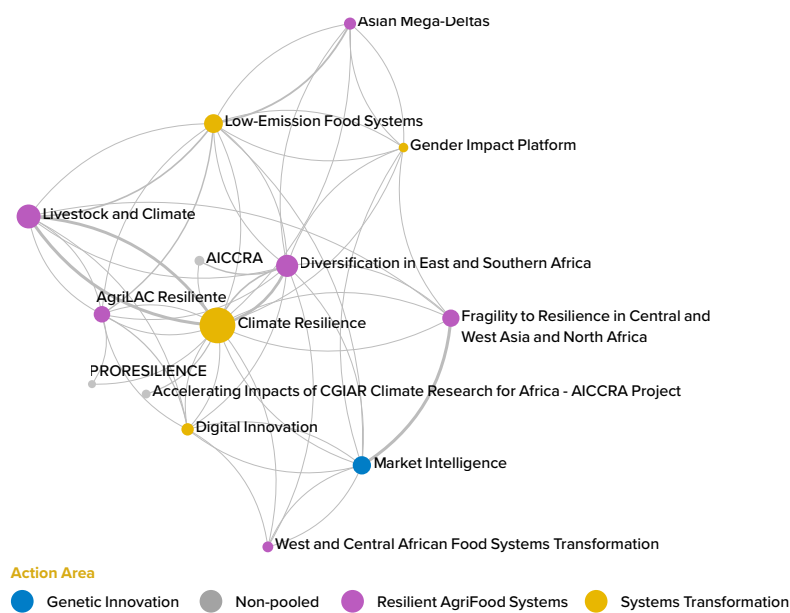 Asian Mega-Deltas
Low-Emission Food Systems
Gender Impact Platform
Livestock and Climate
AICCRA
Diversification in East and Southern Africa
AgriLAC Resiliente
Climate Resilience
Fragility to Resilience in Central and
West Asia and North Africa
PRORESILIENCE
Accelerating Impacts of CGIAR Climate Research for Africa - AICCRA Project
Digital Innovation
Market Intelligence
West and Central African Food Systems Transformation
Action Area
Genetic Innovation
Non-pooled
Resilient AgriFood Systems
Systems Transformation